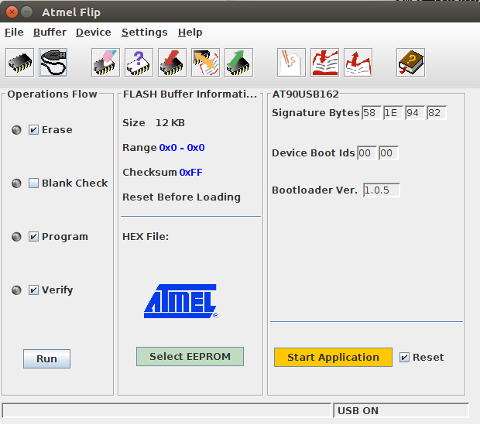 Atmel Flip
File Buffer Device Settings Help
Operations Flow
Erase
Blank Check
Program
Verify
Run
FLASH Buffer Informati...
Size 12 KB
Range 0x0 - 0x0
Checksum 0xFF
Reset Before Loading
HEX File:
ATMEL
Select EEPROM
AT90USB162
Signature Bytes 58 1E 94 82
Device Boot Ids 00 00
Bootloader Ver. 1.0.5
Start Application Reset
USB ON